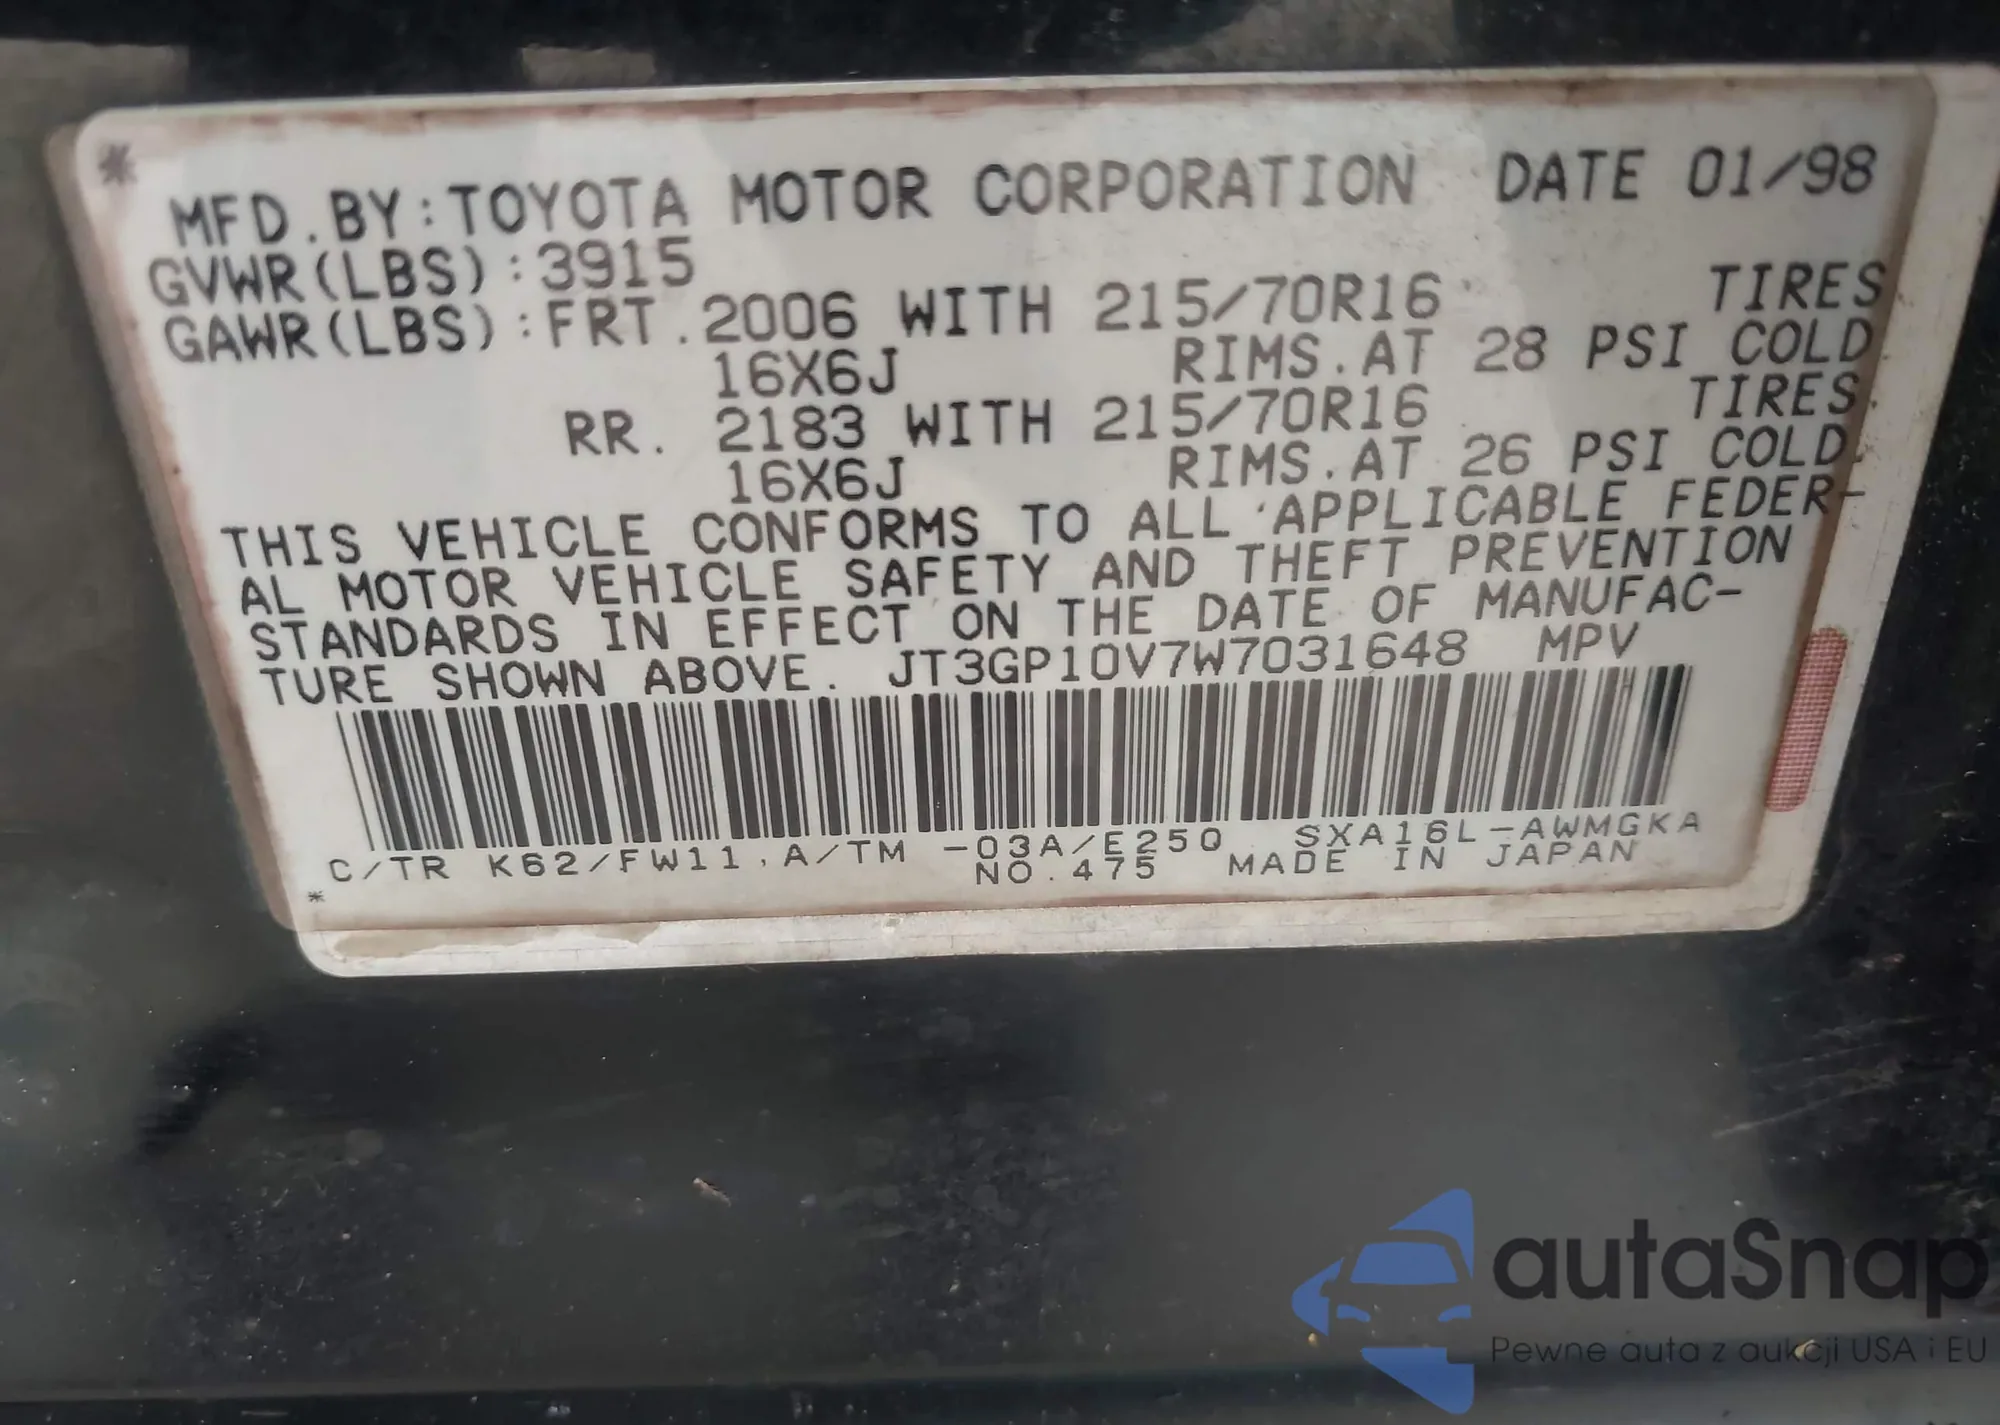 *
MFD.BY:TOYOTA MOTOR CORPORATION DATE 01/98
GVWR(LBS):3915
GAWR(LBS):FRT.2006 WITH 215/70R16 TIRES
16X6J RIMS.AT 28 PSI COLD.
RR. 2183 WITH 215/70R16 TIRES.
16X6J RIMS.AT 26 PSI COLD.
THIS VEHICLE CONFORMS TO ALL APPLICABLE FEDER-
AL MOTOR VEHICLE SAFETY AND THEFT PREVENTION
STANDARDS IN EFFECT ON THE DATE OF MANUFAC-
TURE SHOWN ABOVE. JT3GP10V7W7031648 MPV
C/TR K62/FW11,A/TM -03A/E250 SXA16L-AWMGKA
* NO.475 MADE IN JAPAN
autaSnap
Pewne auta z aukcji USA i EU